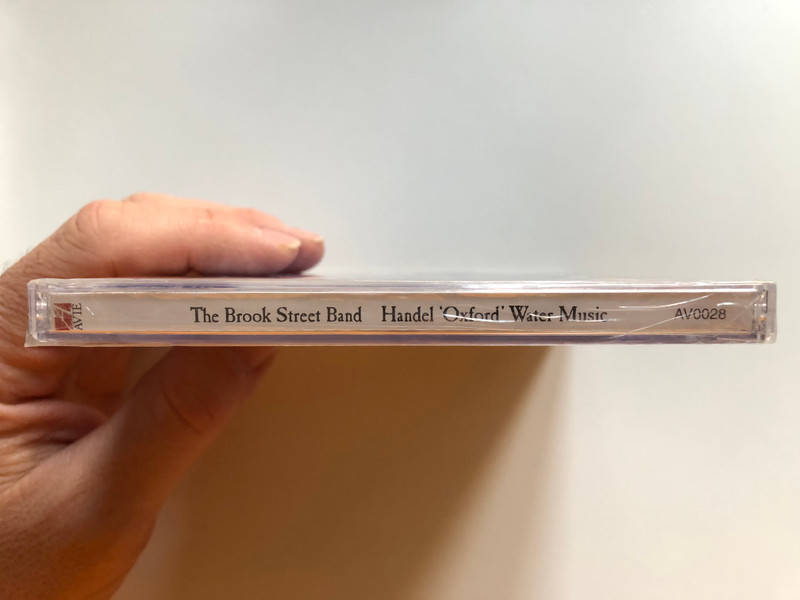 AVIE
The Brook Street Band Handel 'Oxford' Water Music
AV0028